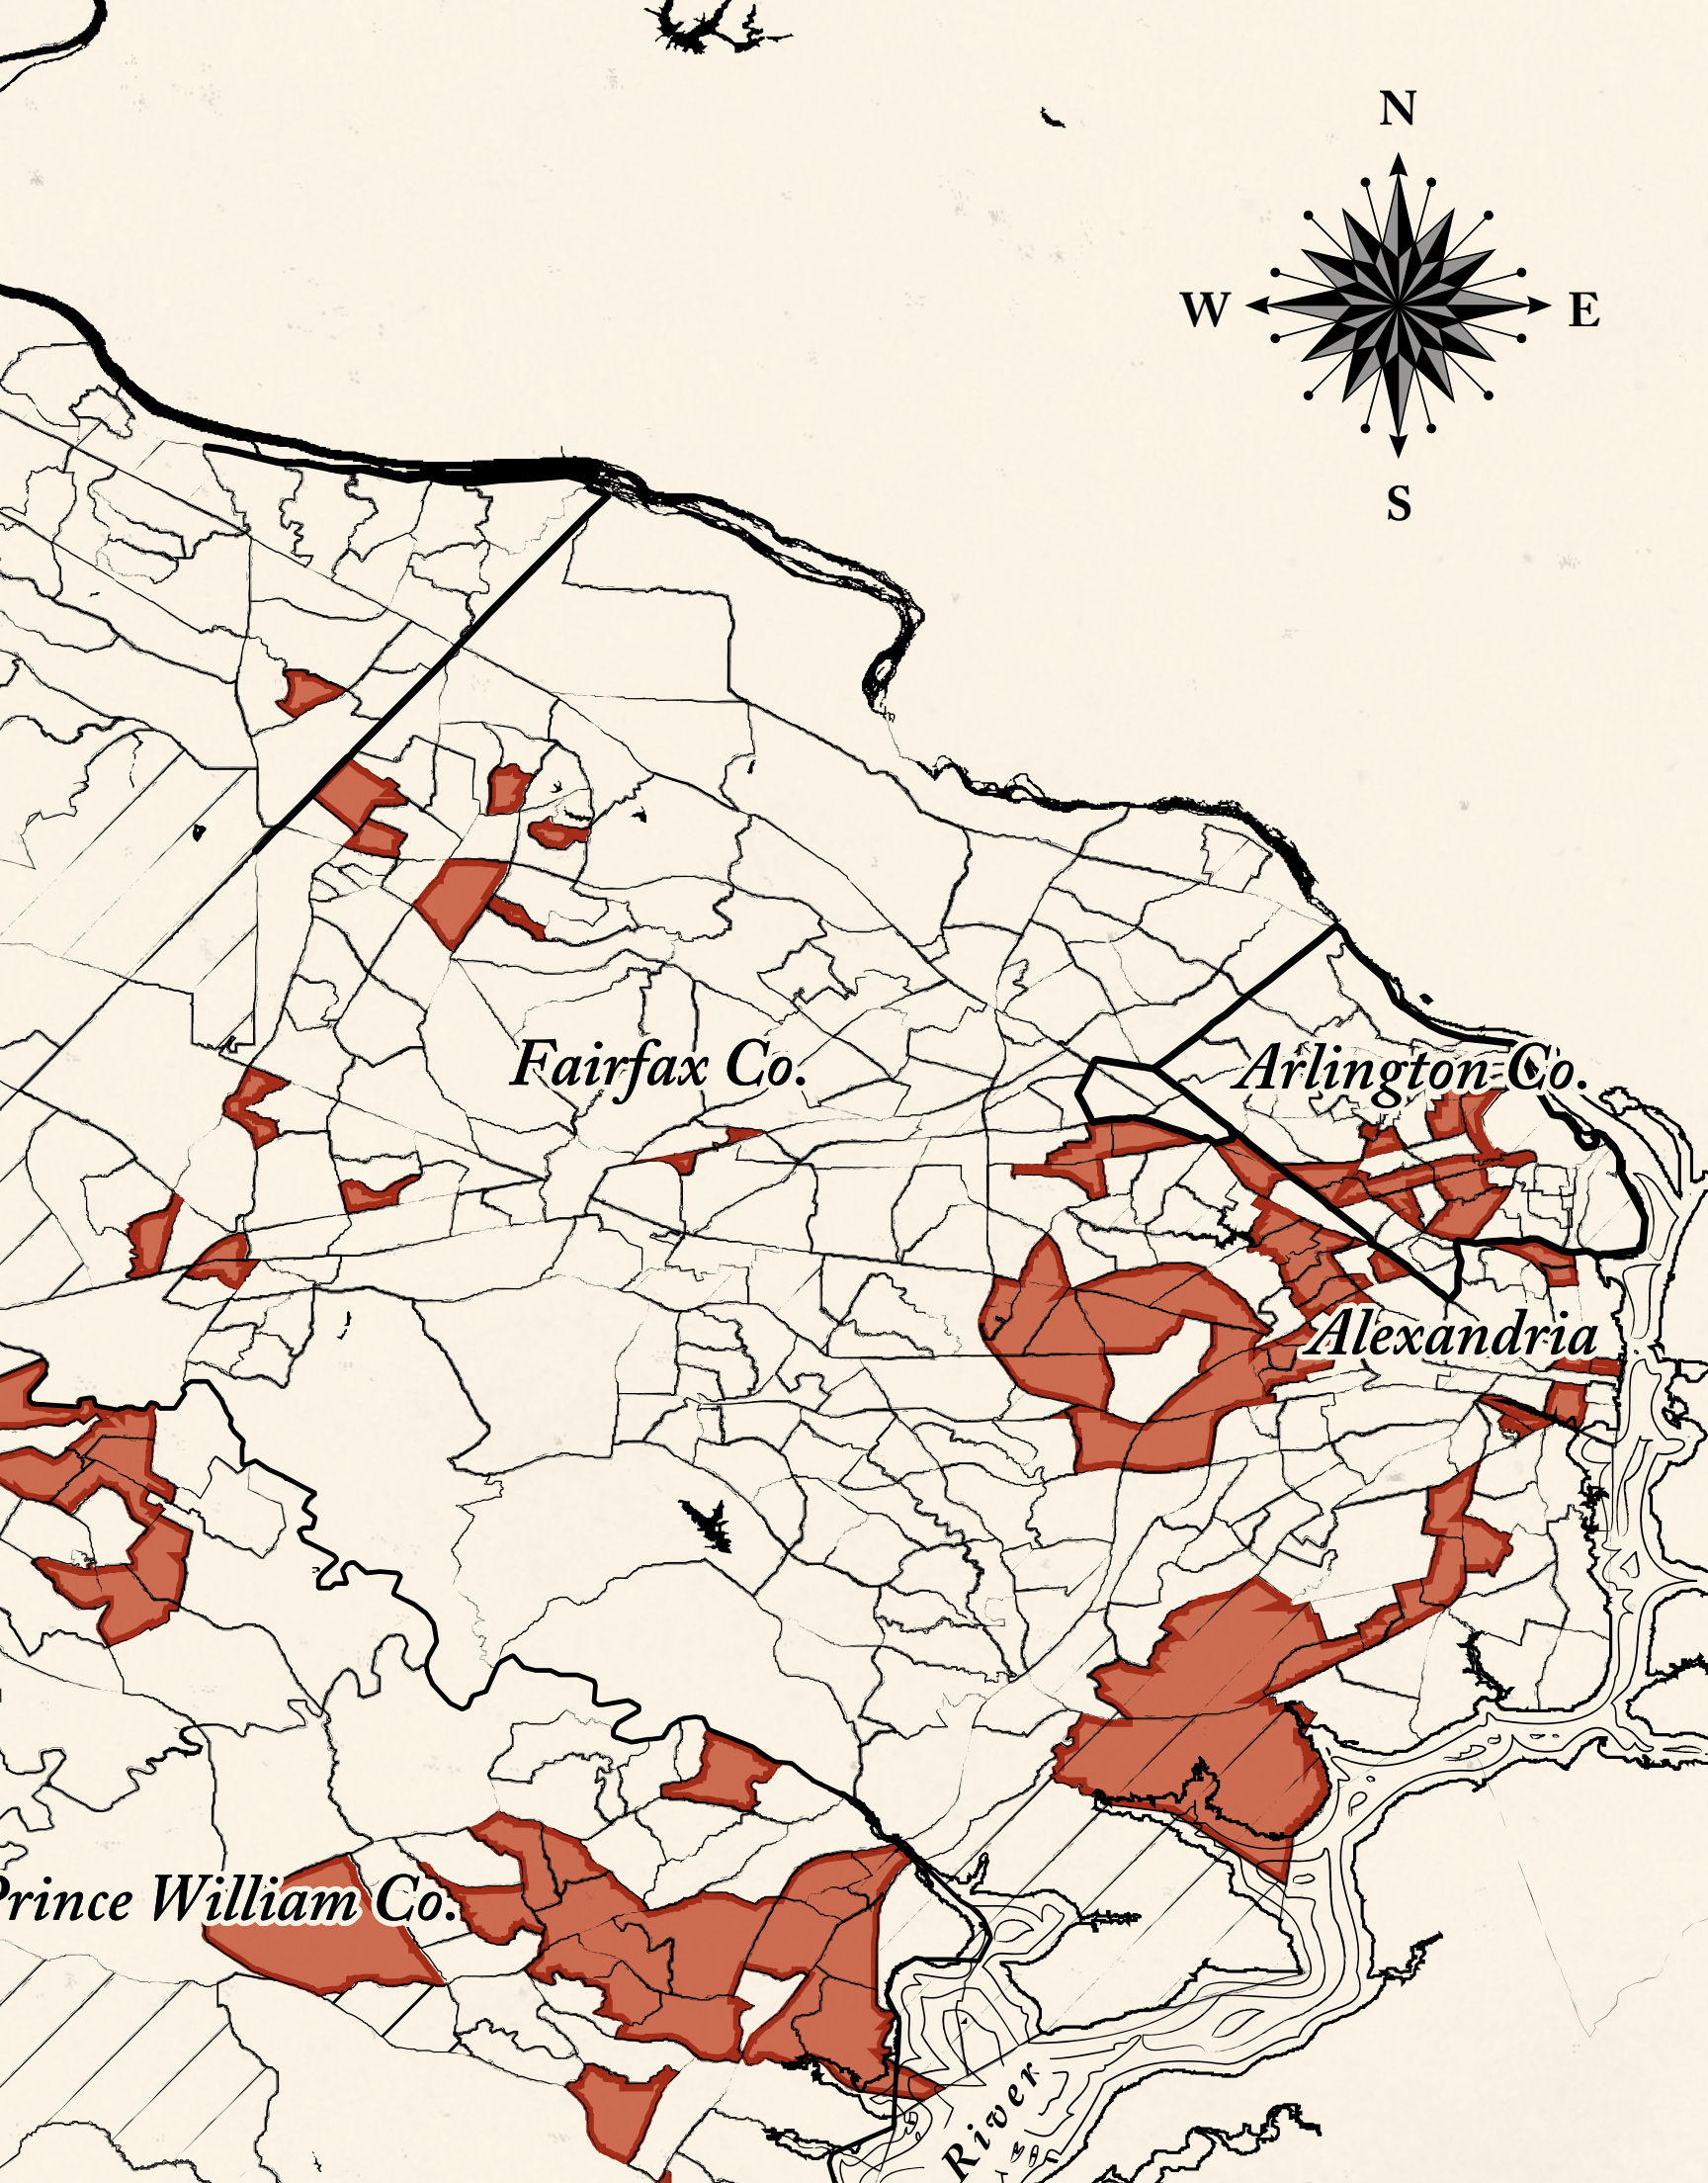 N
W E
S
Fairfax Co.
Arlington Co.
Alexandria
Prince William Co.
River